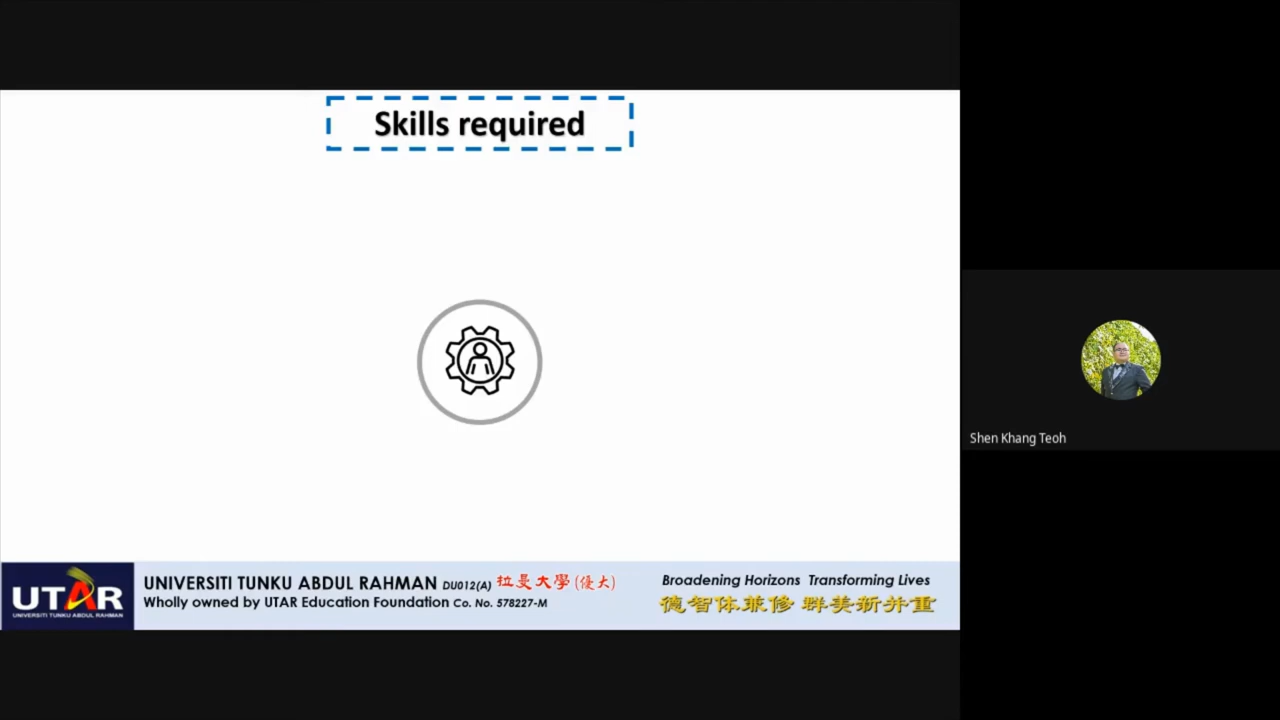 Skills required
UTAR
UNIVERSITI TUNKU ABDUL RAHMAN
UNIVERSITI TUNKU ABDUL RAHMAN DU012(A) 拉曼大學(優大)
Wholly owned by UTAR Education Foundation Co. No. 578227-M
Broadening Horizons Transforming Lives
德智体兼修 群美新并重
Shen Khang Teoh